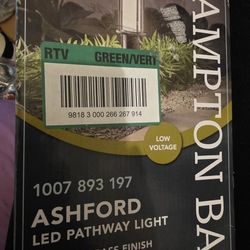 RTV GREEN/VERT
9818 3 000 266 267 914
AMPTON BA
LOW
VOLTAGE
1007 893 197
ASHFORD
LED PATHWAY LIGHT
FINISH